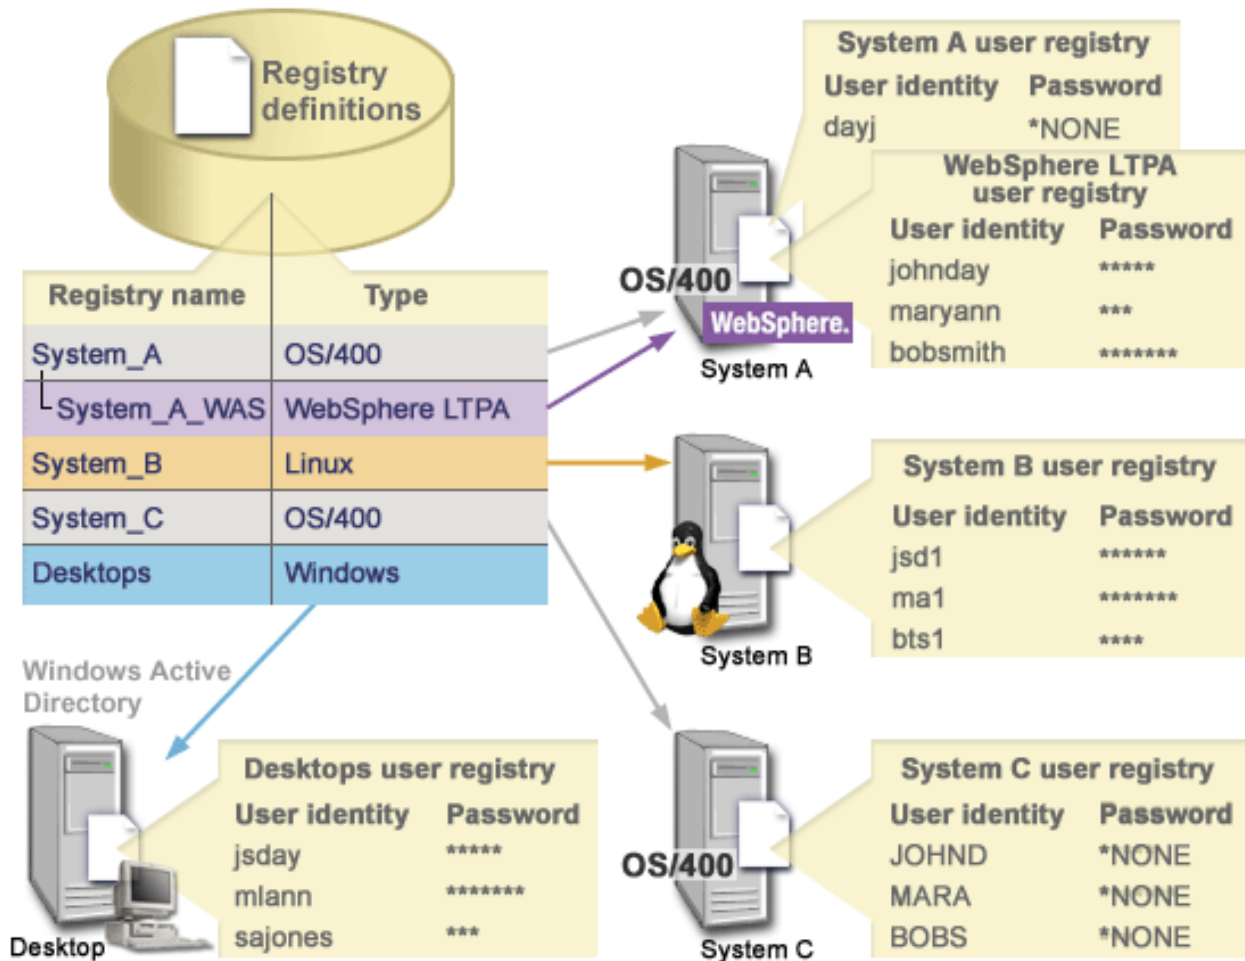 Registry
definitions
Registry name Type
System_A OS/400
System_A_WAS WebSphere LTPA
System_B Linux
System_C OS/400
Desktops Windows
System A user registry
User identity Password
dayj *NONE
WebSphere LTPA
user registry
User identity Password
johnday *****
maryann ***
bobsmith *******
OS/400
WebSphere.
System A
System B user registry
User identity Password
jsd1 ******
ma1 *******
bts1 ****
System B
Windows Active
Directory
Desktops user registry
User identity Password
jsday *****
mlann *******
sajones ***
Desktop
System C user registry
User identity Password
JOHND *NONE
MARA *NONE
BOBS *NONE
OS/400
System C